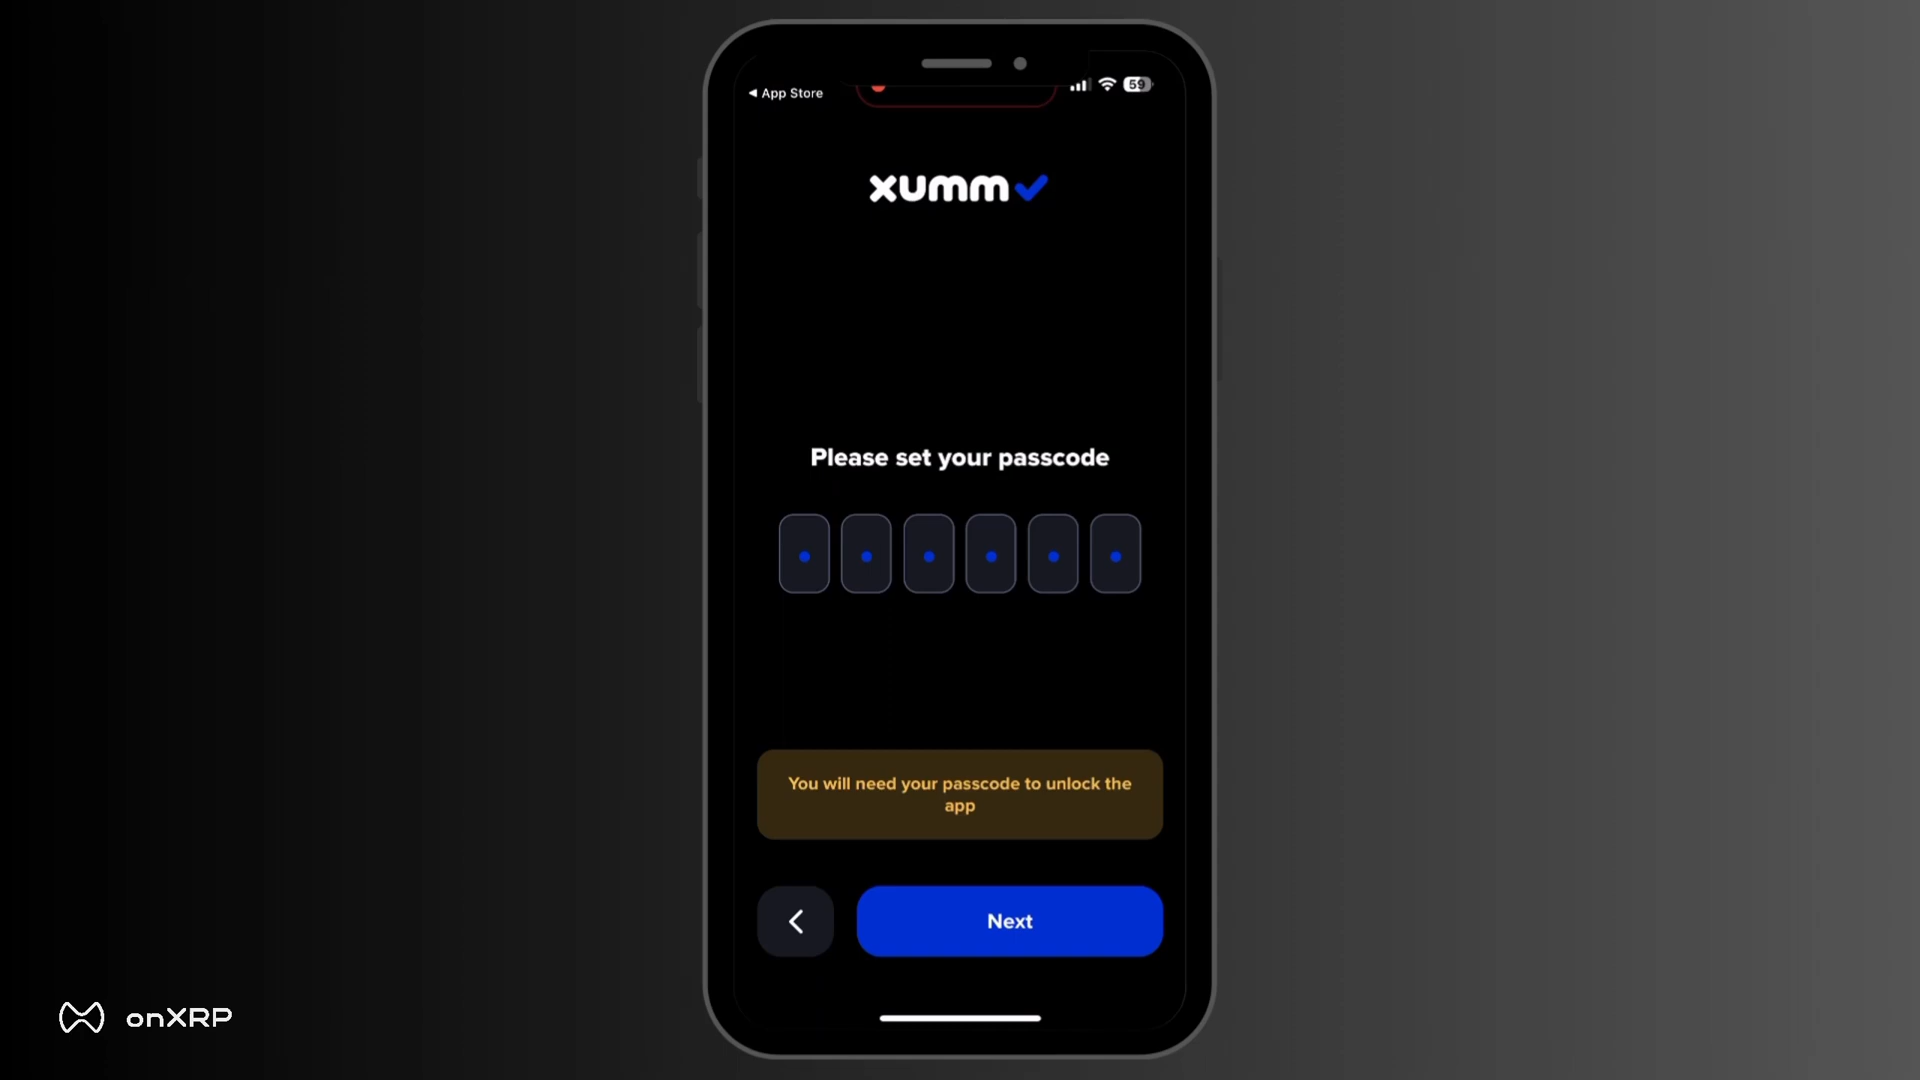 ◀ App Store
59
xumm
Please set your passcode
You will need your passcode to unlock the
app
Next
onXRP